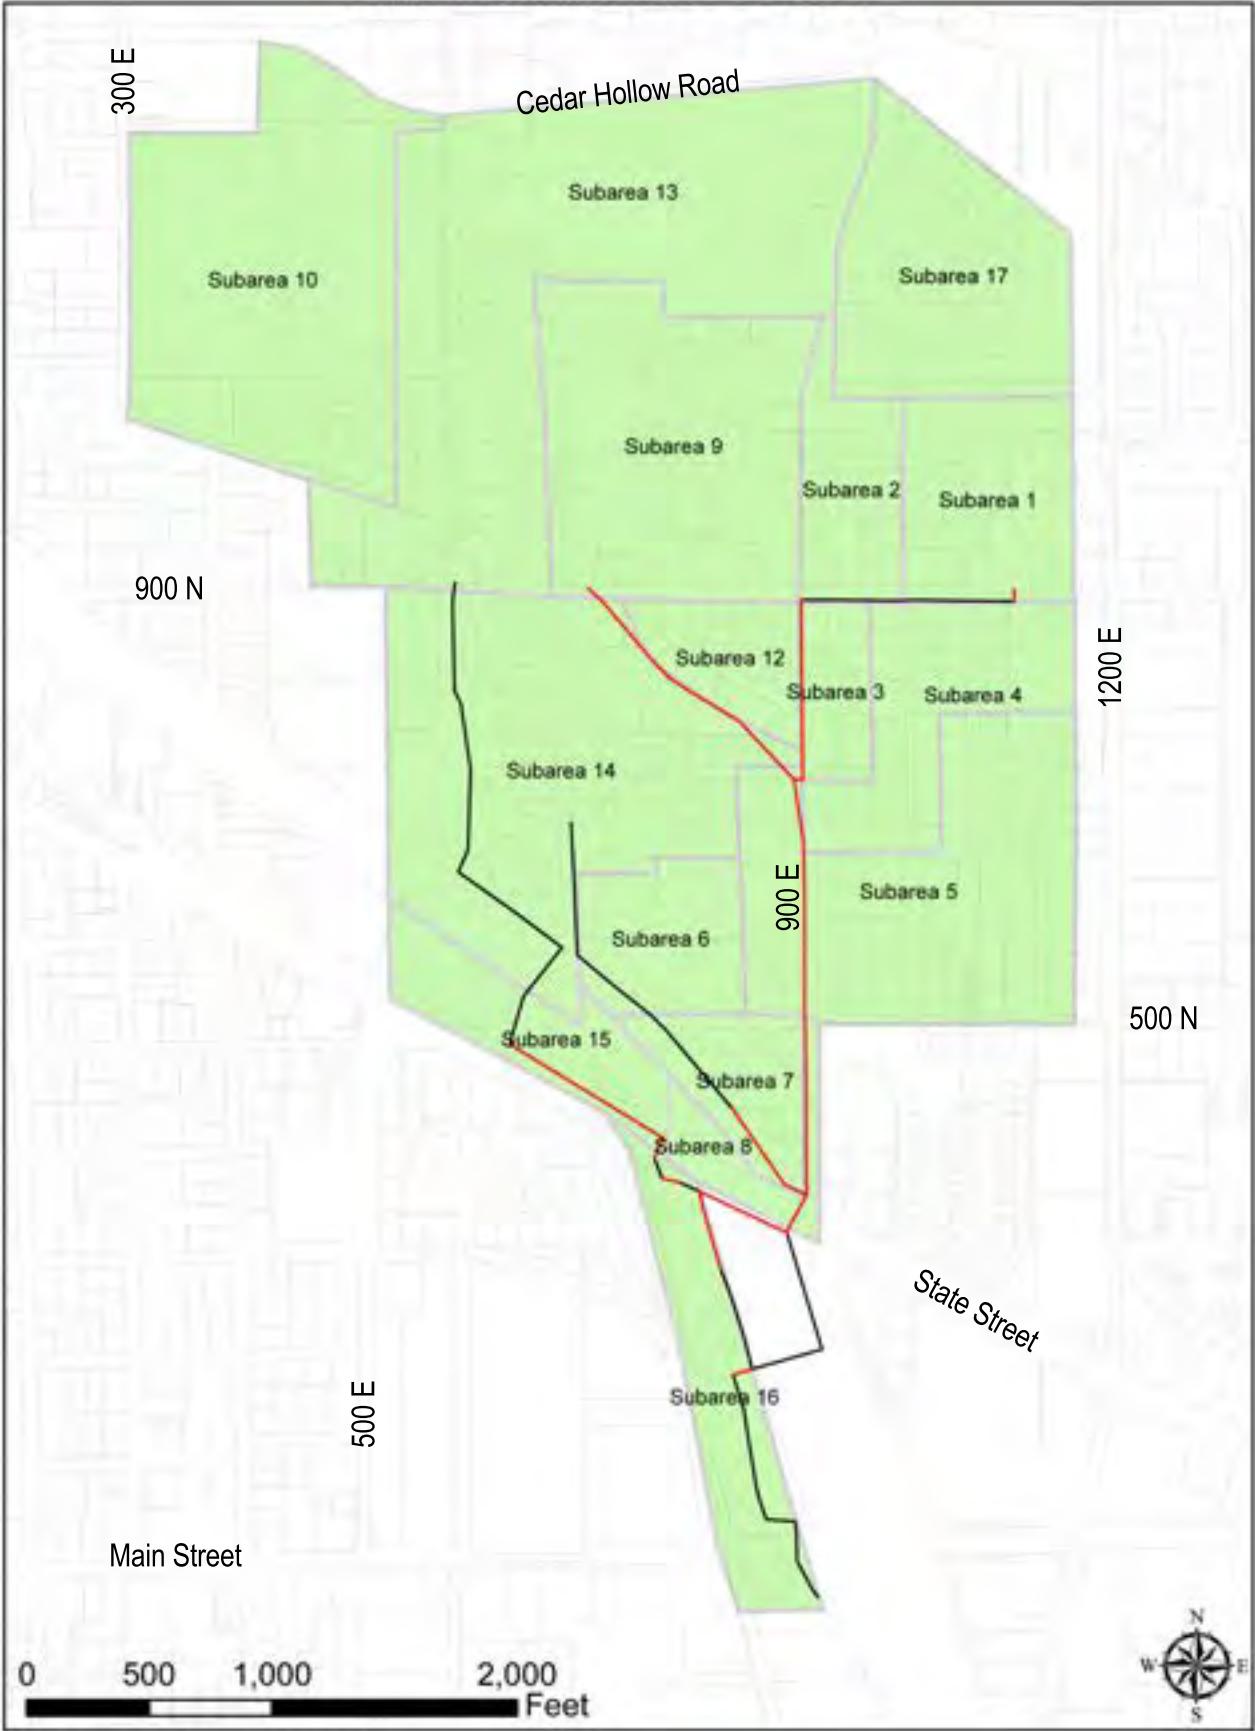 300 E
Cedar Hollow Road
Subarea 13
Subarea 10
Subarea 17
Subarea 9
Subarea 2
Subarea 1
900 N
Subarea 12
1200 E
Subarea 3
Subarea 4
Subarea 14
900 E
Subarea 5
Subarea 6
500 N
Subarea 15
Subarea 7
Subarea 8
State Street
Subarea 16
500 E
Main Street
N
W E
S
0 500 1,000 2,000
Feet